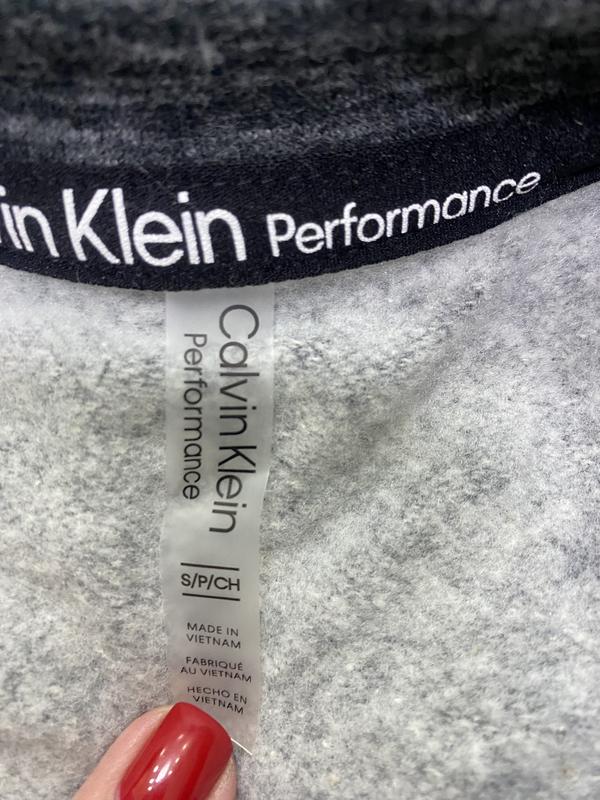 in Klein Performance
Calvin Klein
Performance
S/P/CH
MADE IN
VIETNAM
FABRIQUÉ
AU VIETNAM
HECHO EN
VIETNAM